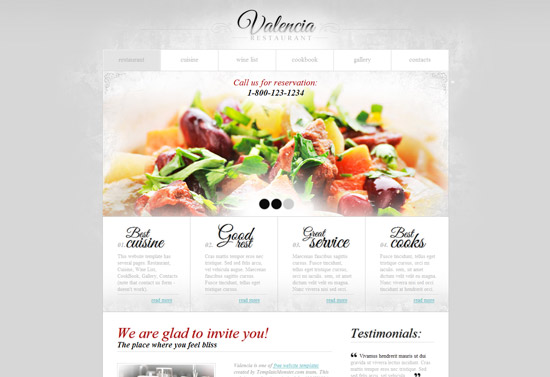 Valencia
RESTAURANT
restaurant
cuisine
wine list
cookbook
gallery
contacts
Call us for reservation:
1-800-123-1234
01. Best cuisine
This website template
has several pages: Restaurant,
Cuisine, Wine List,
CookBook, Gallery, Contacts
(note that contact us form
doesn't work).
read more
02. Good rest
Cras mattis tempor eros nec
tristique. Sed sed felis arcu,
vel vehicula augue. Maecenas
sagittis cursus. Fusce
tincidunt, tellus eget tristique
cursus.
read more
03. Great service
Maecenas faucibus sagittis
cursus. Fusce tincidunt,
tellus eget tristique cursus,
orci mi iaculis sem, sit amet
dictum velit velit eu magna.
Nunc viverra nisi sed orci.
read more
04. Best cooks
Cras mattis tempor eros nec.
Fusce tincidunt, tellus eget
tristique cursus, orci mi
iaculis sem, sit amet
dictum velit velit eu magna.
Nunc viverra nisi sed orci
tincidunt at hendrerit orci.
read more
We are glad to invite you!
The place where you feel bliss
Valencia is one of free website templates
created by TemplateMonster.com team. This
Testimonials:
Vivamus hendrerit mauris ut dui
gravida ut viverra lectus tincidunt. Cras
mattis tempor eros nec tristique. Sed sed
felis arcu, vel vehicula augue.